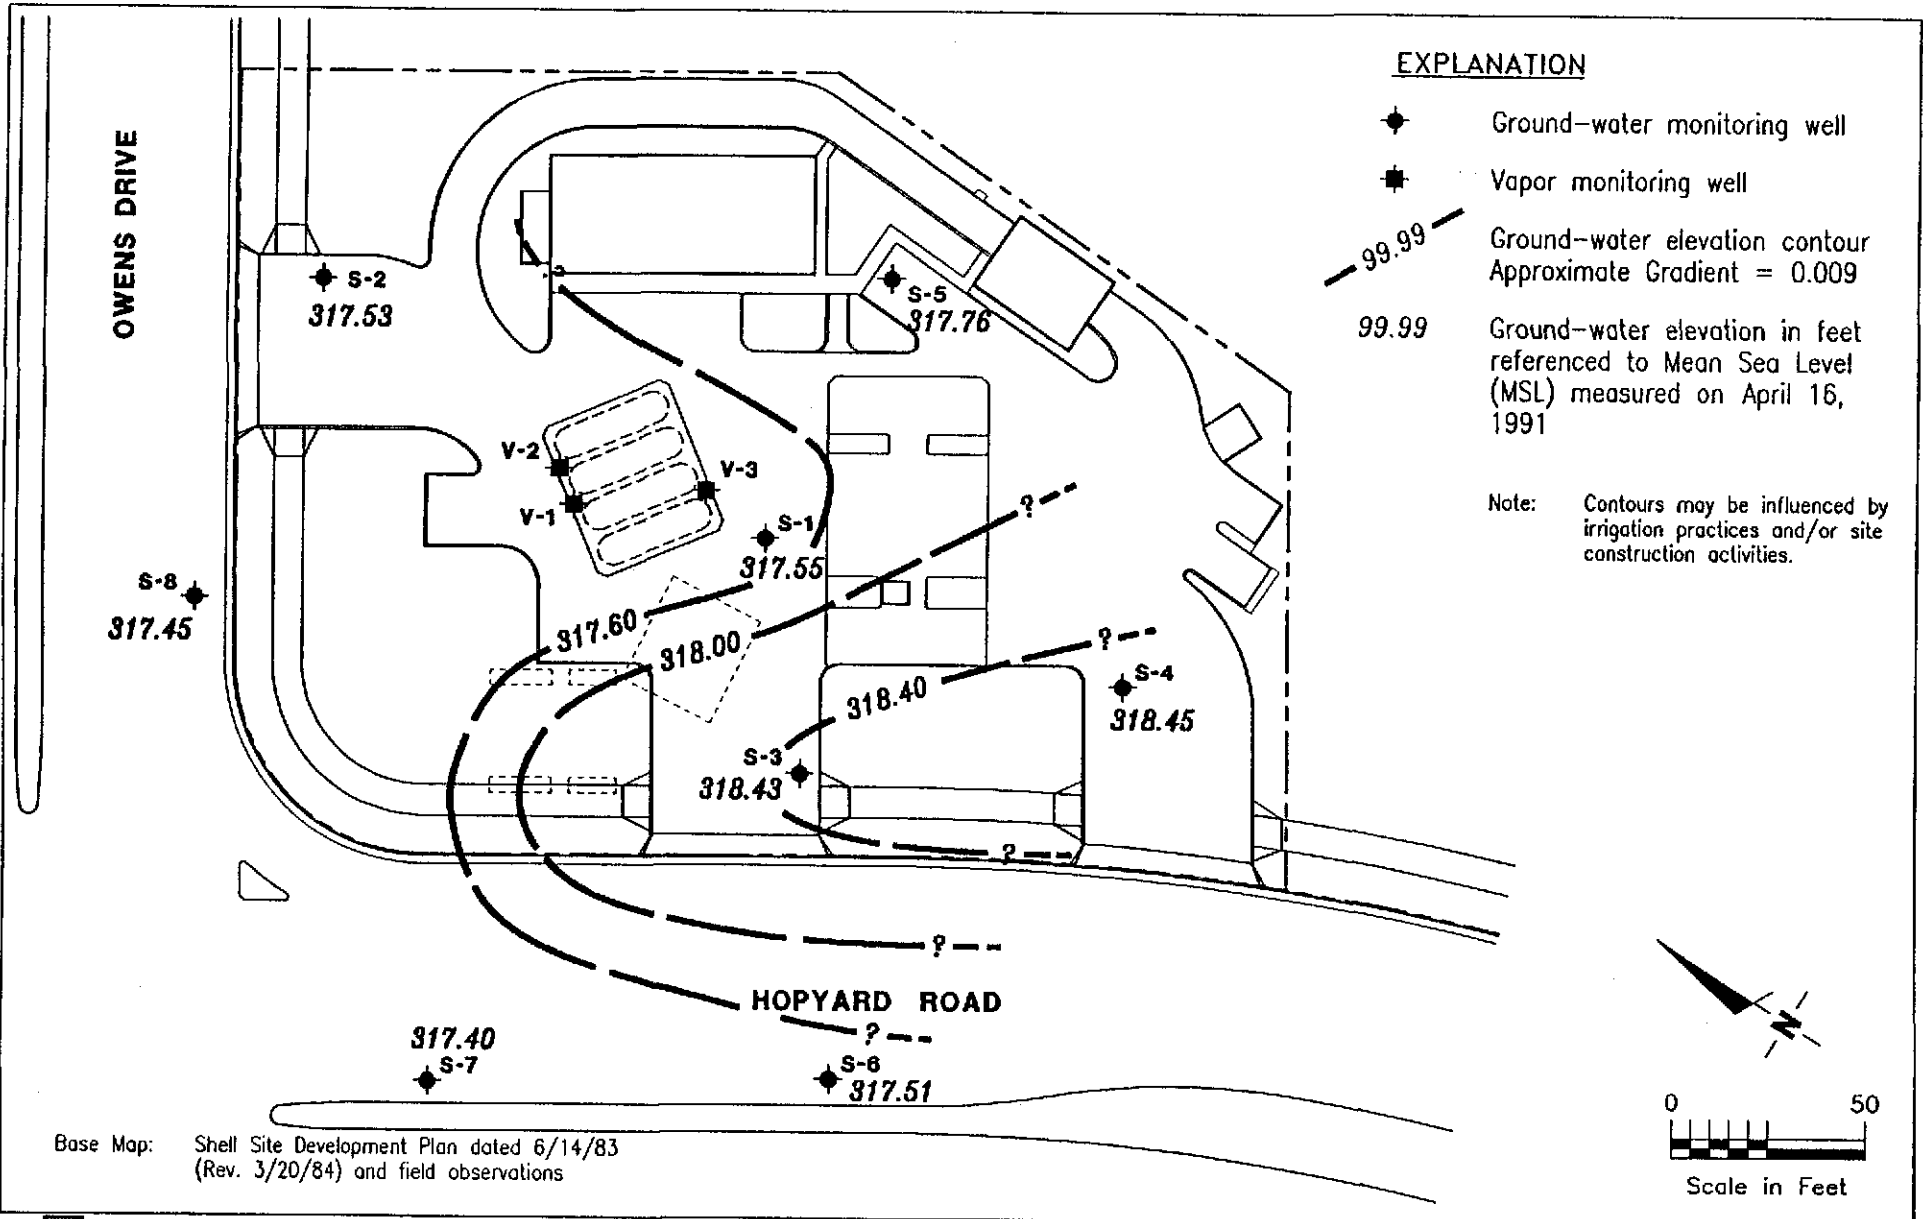 EXPLANATION
Ground-water monitoring well
Vapor monitoring well
99.99
Ground-water elevation contour
Approximate Gradient = 0.009
99.99
Ground-water elevation in feet
referenced to Mean Sea Level
(MSL) measured on April 16,
1991
Note: Contours may be influenced by
irrigation practices and/or site
construction activities.
OWENS DRIVE
S-2
317.53
S-5
317.76
?
V-2
V-3
V-1
S-1
317.55
?
S-8
317.45
317.60
318.00
?
318.40
S-4
318.45
S-3
318.43
?
?
HOPYARD ROAD
?
317.40
S-7
S-6
317.51
N
0 50
Scale in Feet
Base Map: Shell Site Development Plan dated 6/14/83
(Rev. 3/20/84) and field observations